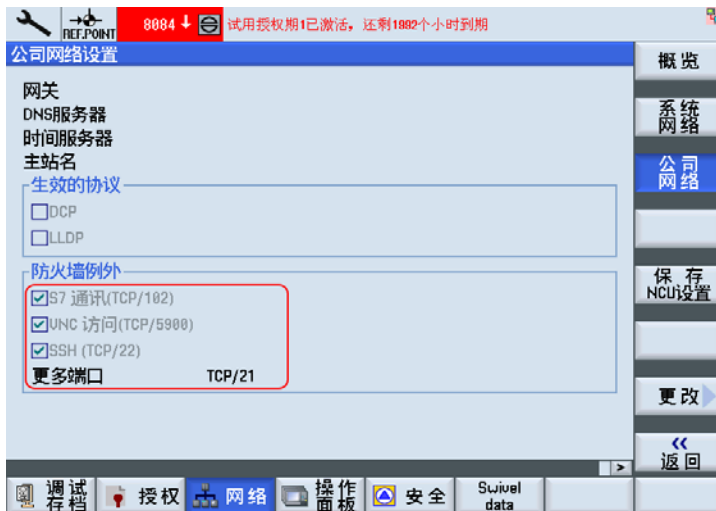 REF.POINT
8084 试用授权期1已激活，还剩1992个小时到期
公司网络设置
网关
DNS服务器
时间服务器
主站名
生效的协议
DCP
LLDP
防火墙例外
S7 通讯(TCP/102)
VNC 访问(TCP/5900)
SSH (TCP/22)
更多端口 TCP/21
概览
系统
网络
公司
网络
保存
NCU设置
更改
返回
调试
存档
授权
网络
操作
面板
安全
Swivel
data